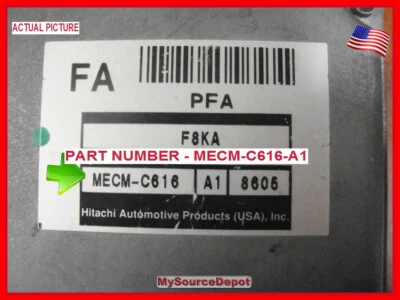 ACTUAL PICTURE
FA
PFA
F8KA
PART NUMBER - MECM-C616-A1
MECM-C616 A1 8605
Hitachi Automotive Products (USA), Inc.
MySourceDepot